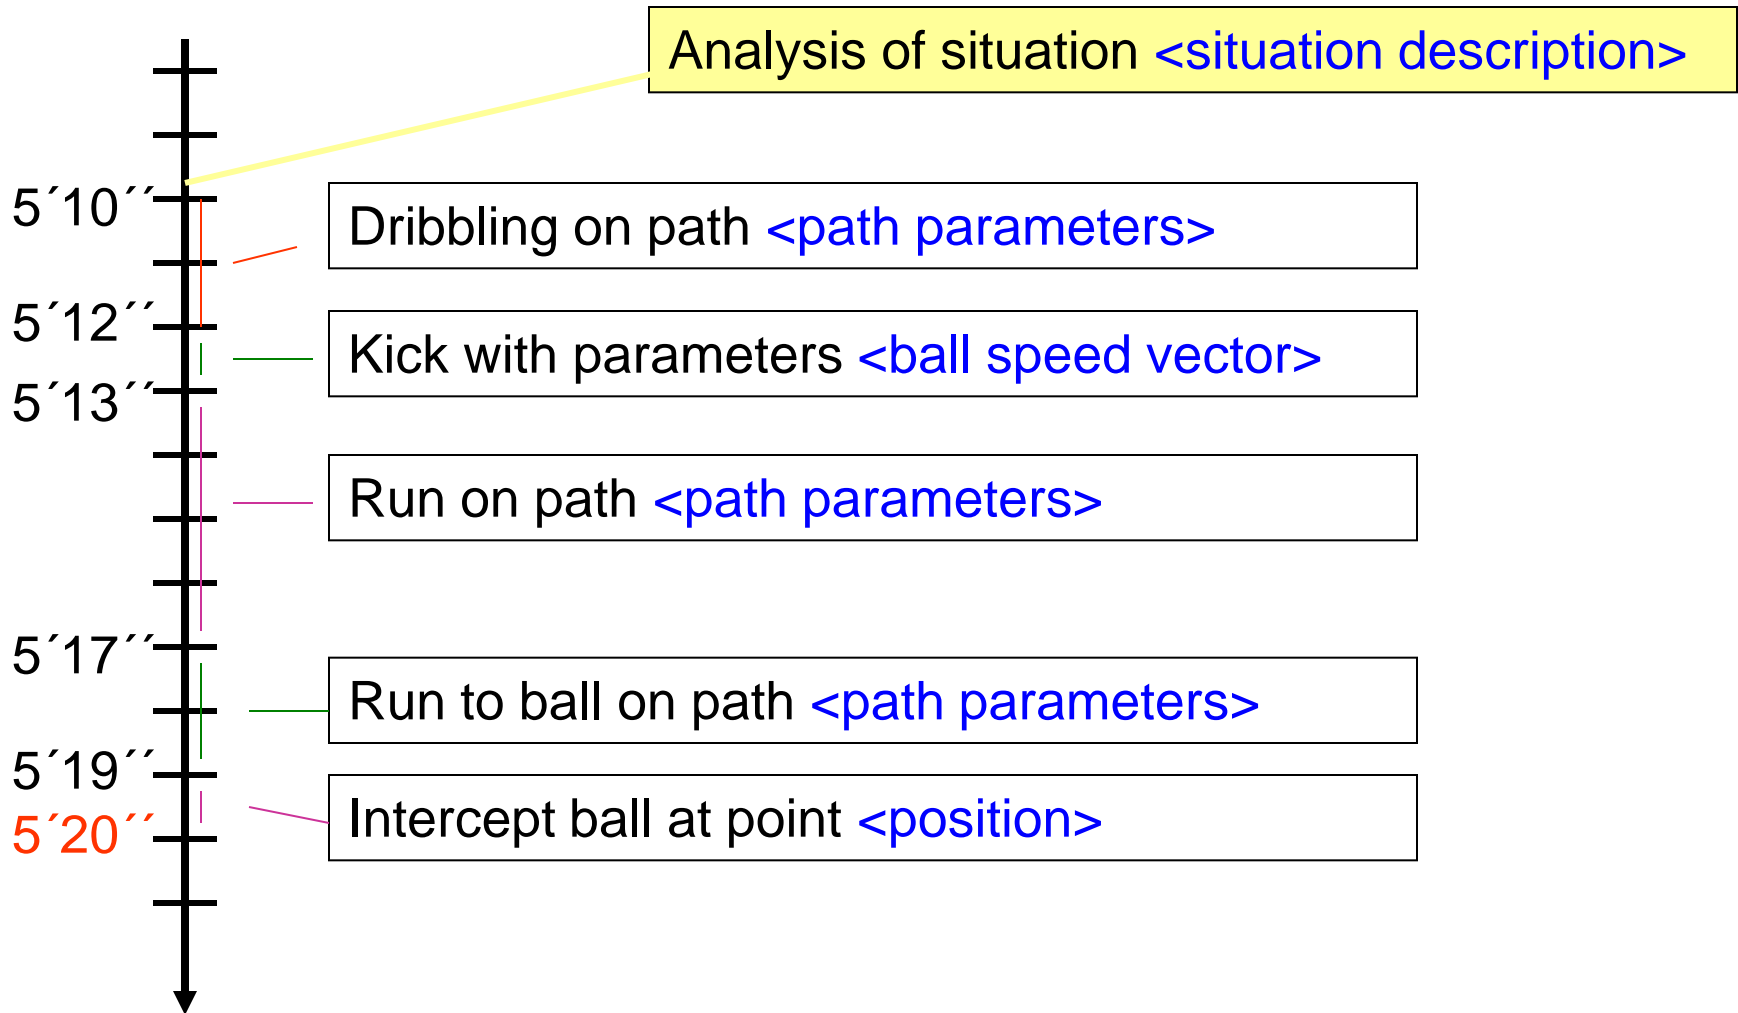 Analysis of situation <situation description>
5´10´´
Dribbling on path <path parameters>
5´12´´
Kick with parameters <ball speed vector>
5´13´´
Run on path <path parameters>
5´17´´
Run to ball on path <path parameters>
5´19´´
Intercept ball at point <position>
5´20´´